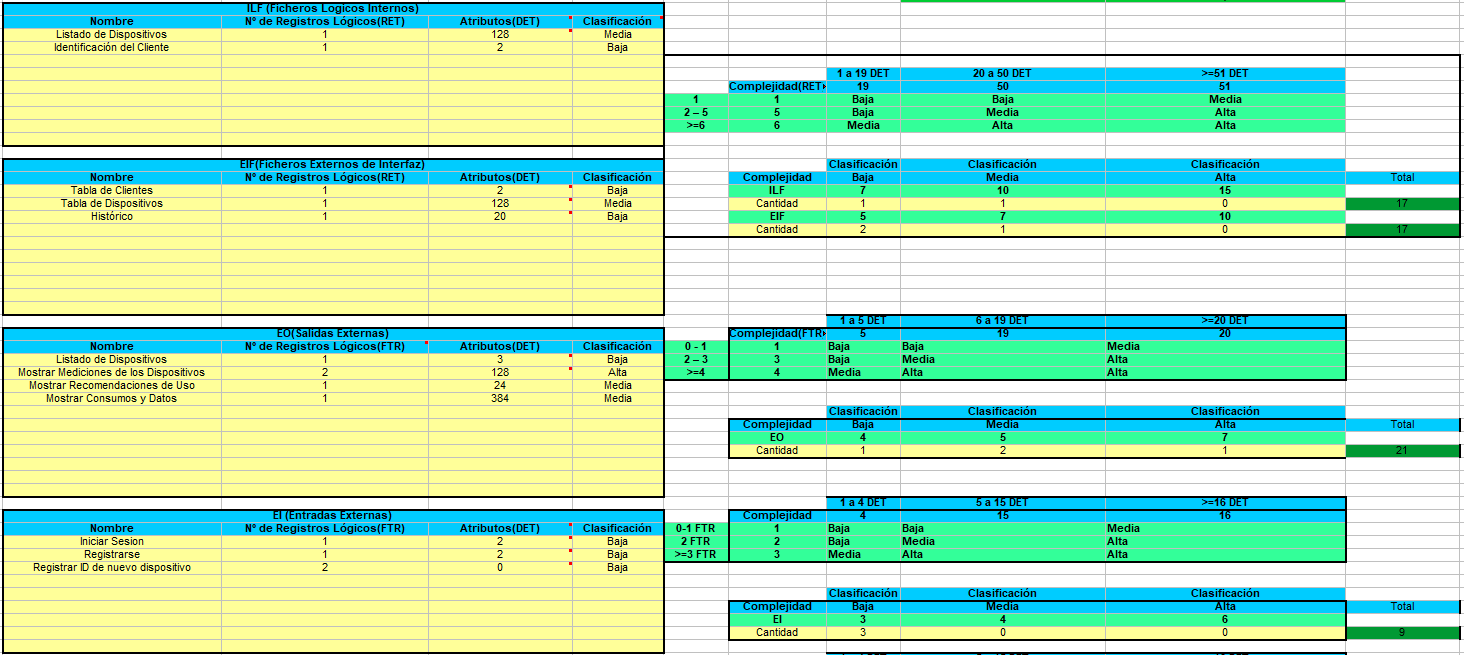 ILF (Ficheros Logicos Internos)
Nombre Nº de Registros Lógicos(RET) Atributos(DET) Clasificación
Listado de Dispositivos 1 128 Media
Identificación del Cliente 1 2 Baja
1 a 19 DET 20 a 50 DET >=51 DET
Complejidad(RET 19 50 51
1 1 Baja Baja Media
2 – 5 5 Baja Media Alta
>=6 6 Media Alta Alta
EIF(Ficheros Externos de Interfaz)
Nombre Nº de Registros Lógicos(RET) Atributos(DET) Clasificación
Tabla de Clientes 1 2 Baja
Tabla de Dispositivos 1 128 Media
Histórico 1 20 Baja
Clasificación Clasificación Clasificación
Complejidad Baja Media Alta Total
ILF 7 10 15
Cantidad 1 1 0 17
EIF 5 7 10
Cantidad 2 1 0 17
EO(Salidas Externas)
Nombre Nº de Registros Lógicos(FTR) Atributos(DET) Clasificación
Listado de Dispositivos 1 3 Baja
Mostrar Mediciones de los Dispositivos 2 128 Alta
Mostrar Recomendaciones de Uso 1 24 Media
Mostrar Consumos y Datos 1 384 Media
1 a 5 DET 6 a 19 DET >=20 DET
Complejidad(FTR 5 19 20
0 - 1 1 Baja Baja Media
2 – 3 3 Baja Media Alta
>=4 4 Media Alta Alta
Clasificación Clasificación Clasificación
Complejidad Baja Media Alta Total
EO 4 5 7
Cantidad 1 2 1 21
EI (Entradas Externas)
Nombre Nº de Registros Lógicos(FTR) Atributos(DET) Clasificación
Iniciar Sesion 1 2 Baja
Registrarse 1 2 Baja
Registrar ID de nuevo dispositivo 2 0 Baja
1 a 4 DET 5 a 15 DET >=16 DET
Complejidad 4 15 16
0-1 FTR 1 Baja Baja Media
2 FTR 2 Baja Media Alta
>=3 FTR 3 Media Alta Alta
Clasificación Clasificación Clasificación
Complejidad Baja Media Alta Total
EI 3 4 6
Cantidad 3 0 0 9